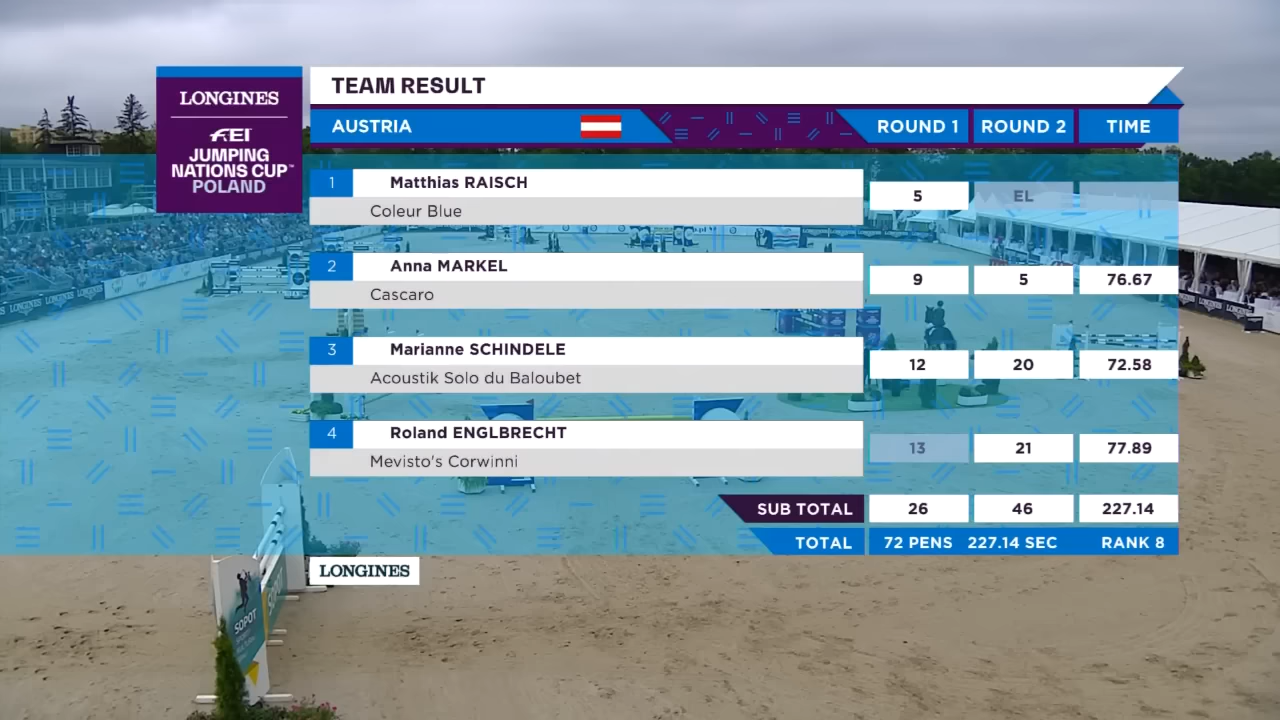 TEAM RESULT
LONGINES
FEI
JUMPING
NATIONS CUP™
POLAND
AUSTRIA ROUND 1 ROUND 2 TIME
1 Matthias RAISCH 5 EL
Coleur Blue
2 Anna MARKEL 9 5 76.67
Cascaro
3 Marianne SCHINDELE 12 20 72.58
Acoustik Solo du Baloubet
4 Roland ENGLBRECHT 13 21 77.89
Mevisto's Corwinni
SUB TOTAL 26 46 227.14
TOTAL 72 PENS 227.14 SEC RANK 8
LONGINES
SOPOT